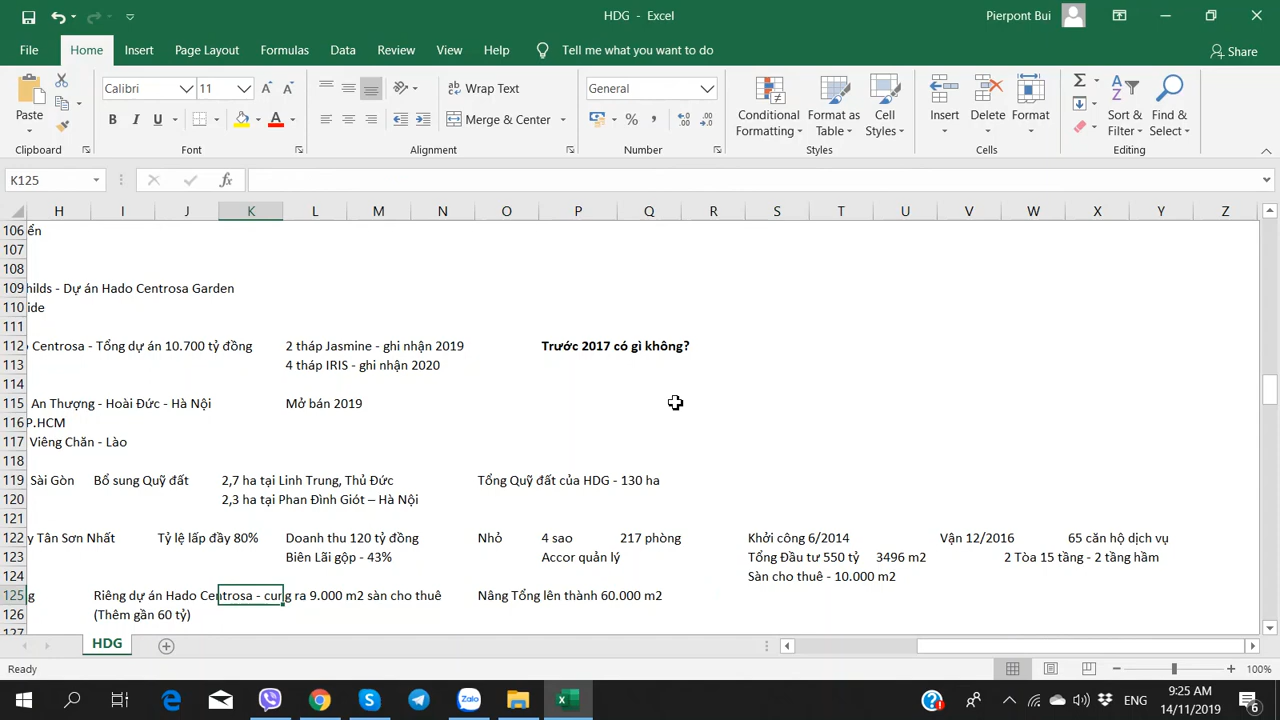 HDG - Excel
Pierpont Bui
File Home Insert Page Layout Formulas Data Review View Help Tell me what you want to do Share
Paste
Calibri 11
B I U A
Wrap Text
Merge & Center
General
Conditional Formatting
Format as Table
Cell Styles
Insert Delete Format
Sort & Filter
Find & Select
Clipboard Font Alignment Number Styles Cells Editing
K125 fx
H I J K L M N O P Q R S T U V W X Y Z
106 ển
107
108
109 hilds - Dự án Hado Centrosa Garden
110 ide
111
112 Centrosa - Tổng dự án 10.700 tỷ đồng 2 tháp Jasmine - ghi nhận 2019 Trước 2017 có gì không?
113 4 tháp IRIS - ghi nhận 2020
114
115 An Thượng - Hoài Đức - Hà Nội Mở bán 2019
116 P.HCM
117 Viêng Chăn - Lào
118
119 Sài Gòn Bổ sung Quỹ đất 2,7 ha tại Linh Trung, Thủ Đức Tổng Quỹ đất của HDG - 130 ha
120 2,3 ha tại Phan Đình Giót – Hà Nội
121
122 y Tân Sơn Nhất Tỷ lệ lấp đầy 80% Doanh thu 120 tỷ đồng Nhỏ 4 sao 217 phòng Khởi công 6/2014 Vận 12/2016 65 căn hộ dịch vụ
123 Biên Lãi gộp - 43% Accor quản lý Tổng Đầu tư 550 tỷ 3496 m2 2 Tòa 15 tầng - 2 tầng hầm
124 Sàn cho thuê - 10.000 m2
125 g Riêng dự án Hado Centrosa - cung ra 9.000 m2 sàn cho thuê Nâng Tổng lên thành 60.000 m2
126 (Thêm gần 60 tỷ)
127
HDG
Ready 100%
ENG
9:25 AM
14/11/2019
6